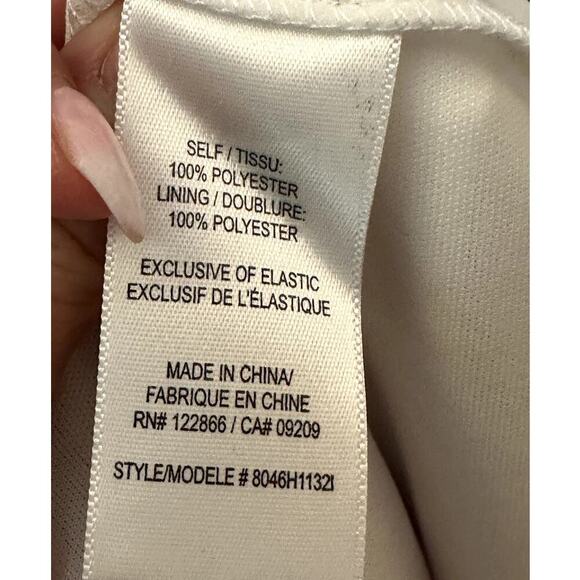 SELF / TISSU:
100% POLYESTER
LINING / DOUBLURE:
100% POLYESTER
EXCLUSIVE OF ELASTIC
EXCLUSIF DE L'ÉLASTIQUE
MADE IN CHINA/
FABRIQUE EN CHINE
RN# 122866 / CA# 09209
STYLE/MODELE # 8046H1132I